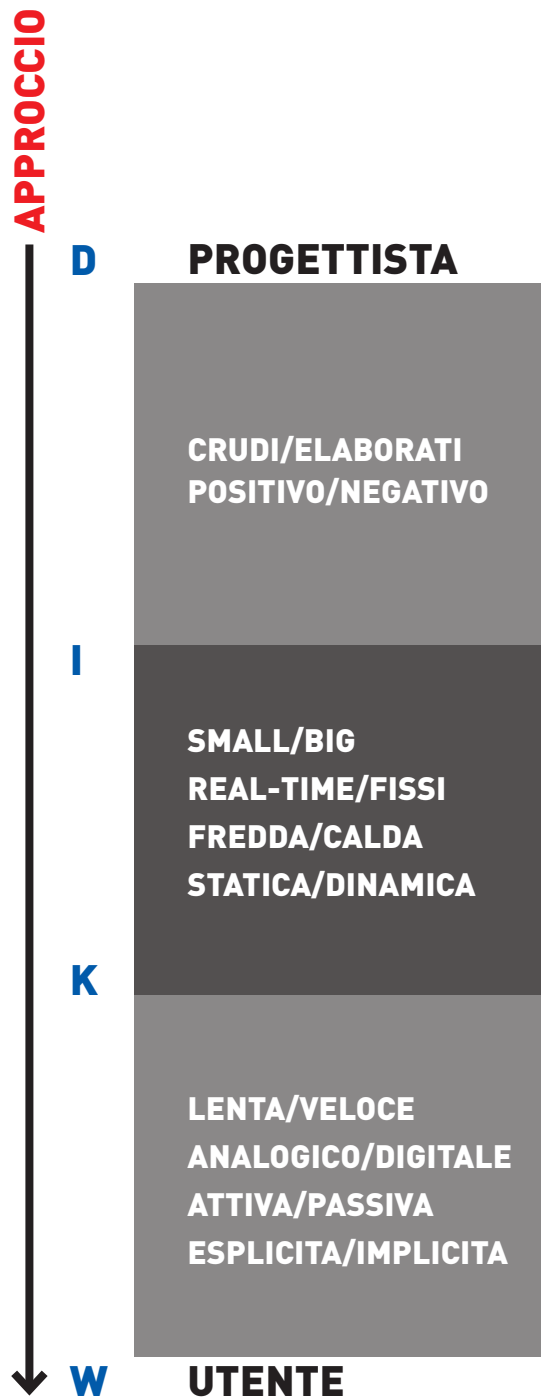 APPROCCIO
D PROGETTISTA
CRUDI/ELABORATI
POSITIVO/NEGATIVO
I
SMALL/BIG
REAL-TIME/FISSI
FREDDA/CALDA
STATICA/DINAMICA
K
LENTA/VELOCE
ANALOGICO/DIGITALE
ATTIVA/PASSIVA
ESPLICITA/IMPLICITA
W UTENTE